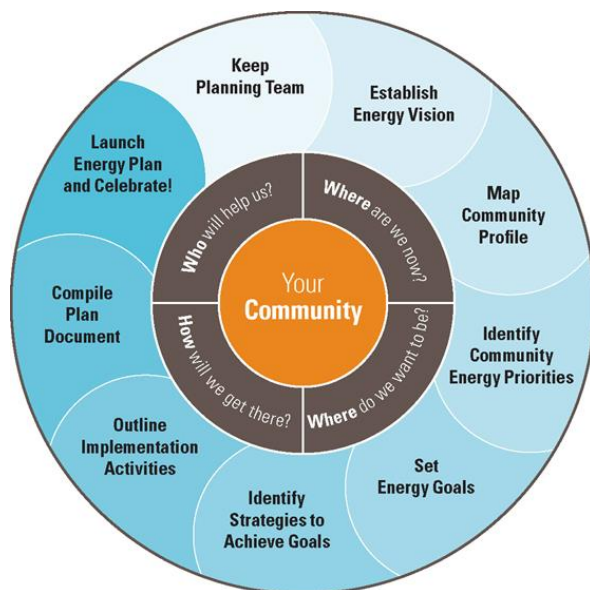 Keep
Planning Team
Establish
Energy Vision
Map
Community
Profile
Identify
Community
Energy Priorities
Set
Energy Goals
Identify
Strategies to
Achieve Goals
Outline
Implementation
Activities
Compile
Plan
Document
Launch
Energy Plan
and Celebrate!
Who will help us?
Where are we now?
Where do we want to be?
How will we get there?
Your
Community